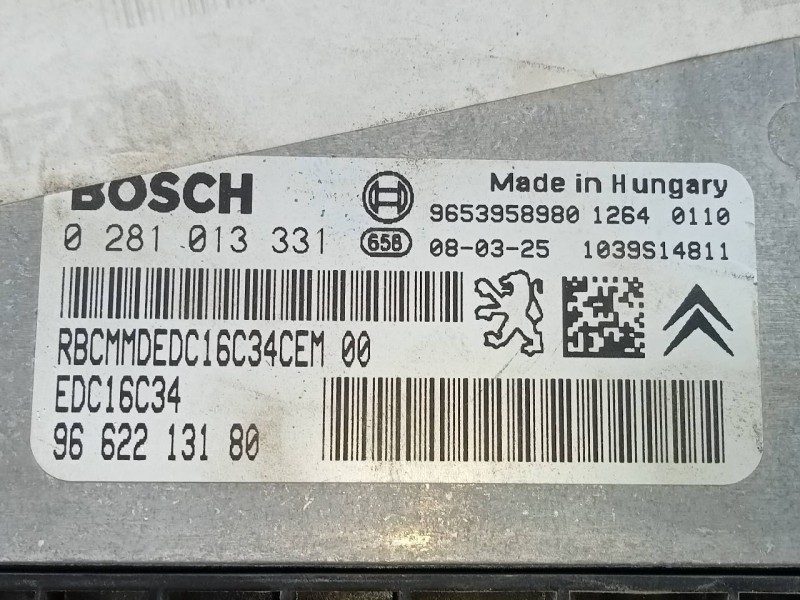 BOSCH
0 281 013 331
Made in Hungary
9653958980 1264 0110
658 08-03-25 1039S14811
RBCMMDEDC16C34CEM 00
EDC16C34
96 622 131 80